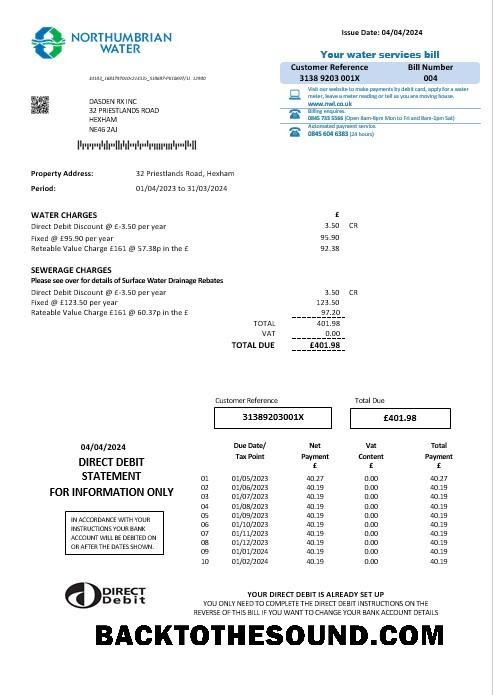 NORTHUMBRIAN
WATER
Issue Date: 04/04/2024
Your water services bill
Customer Reference Bill Number
3138 9203 001X 004
Visit our website to make payments by debit card, apply for a water
meter, leave a meter reading or tell us you are moving house.
www.nwl.co.uk
Billing enquires.
0845 733 5566 (Open 8am-8pm Mon to Fri and 8am-1pm Sat)
Automated payment service.
0845 604 6383 (24 hours)
DASDEN RX INC
32 PRIESTLANDS ROAD
HEXHAM
NE46 2AJ
Property Address: 32 Priestlands Road, Hexham
Period: 01/04/2023 to 31/03/2024
WATER CHARGES £
Direct Debit Discount @ £-3.50 per year 3.50 CR
Fixed @ £95.90 per year 95.90
Reteable Value Charge £161 @ 57.38p in the £ 92.38
SEWERAGE CHARGES
Please see over for details of Surface Water Drainage Rebates
Direct Debit Discount @ £-3.50 per year 3.50 CR
Fixed @ £123.50 per year 123.50
Rateable Value Charge £161 @ 60.37p in the £ 97.20
TOTAL 401.98
VAT 0.00
TOTAL DUE £401.98
Customer Reference Total Due
31389203001X £401.98
04/04/2024
DIRECT DEBIT
STATEMENT
FOR INFORMATION ONLY
IN ACCORDANCE WITH YOUR
INSTRUCTIONS YOUR BANK
ACCOUNT WILL BE DEBITED ON
OR AFTER THE DATES SHOWN.
Due Date/ Net Vat Total
Tax Point Payment Content Payment
£ £ £
01 01/05/2023 40.27 0.00 40.27
02 01/06/2023 40.19 0.00 40.19
03 01/07/2023 40.19 0.00 40.19
04 01/08/2023 40.19 0.00 40.19
05 01/09/2023 40.19 0.00 40.19
06 01/10/2023 40.19 0.00 40.19
07 01/11/2023 40.19 0.00 40.19
08 01/12/2023 40.19 0.00 40.19
09 01/01/2024 40.19 0.00 40.19
10 01/02/2024 40.19 0.00 40.19
DIRECT
Debit
YOUR DIRECT DEBIT IS ALREADY SET UP
YOU ONLY NEED TO COMPLETE THE DIRECT DEBIT INSTRUCTIONS ON THE
REVERSE OF THIS BILL IF YOU WANT TO CHANGE YOUR BANK ACCOUNT DETAILS
BACKTOTHESOUND.COM